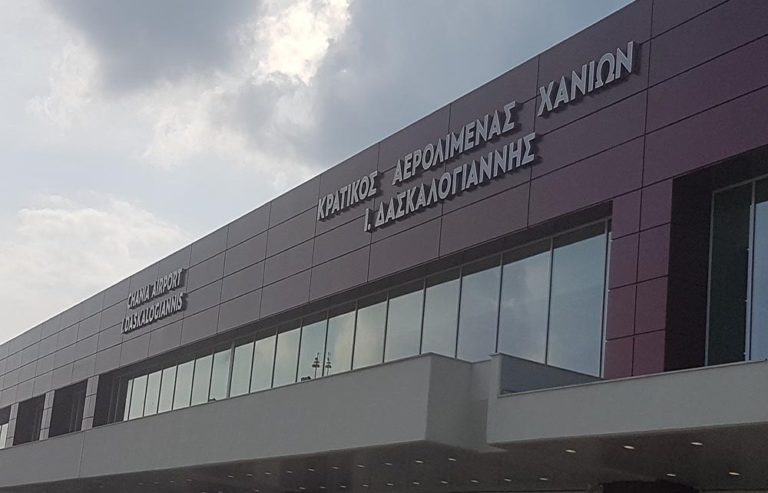 CHANIA AIRPORT
I.DASKALOGIANNIS
ΚΡΑΤΙΚΟΣ ΑΕΡΟΛΙΜΕΝΑΣ ΧΑΝΙΩΝ
Ι. ΔΑΣΚΑΛΟΓΙΑΝΝΗΣ